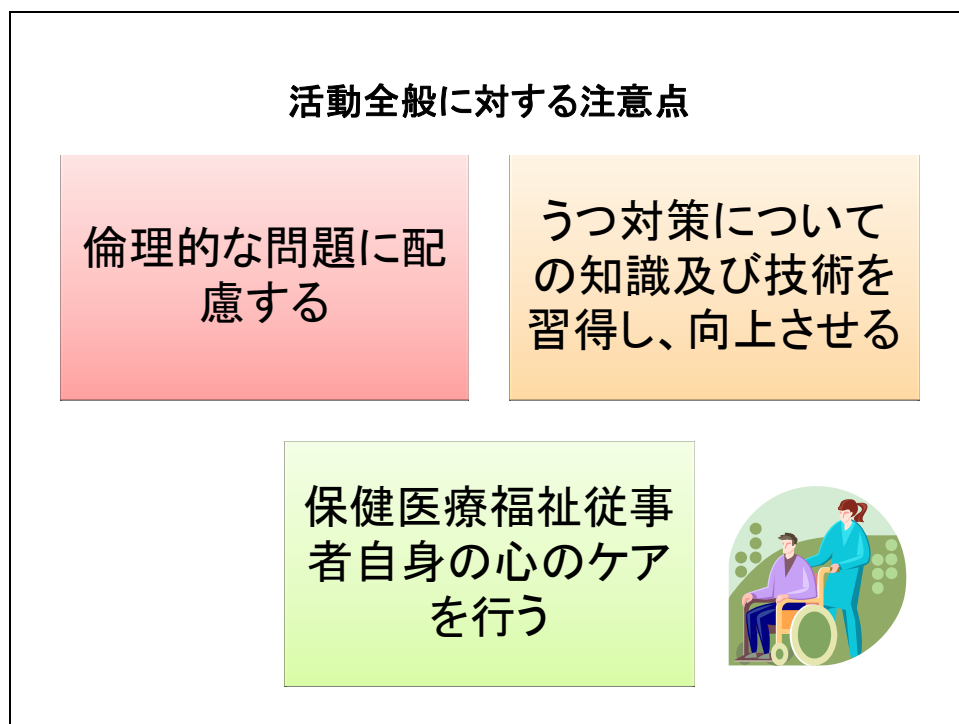 活動全般に対する注意点
倫理的な問題に配
慮する
うつ対策について
の知識及び技術を
習得し、向上させる
保健医療福祉従事
者自身の心のケア
を行う